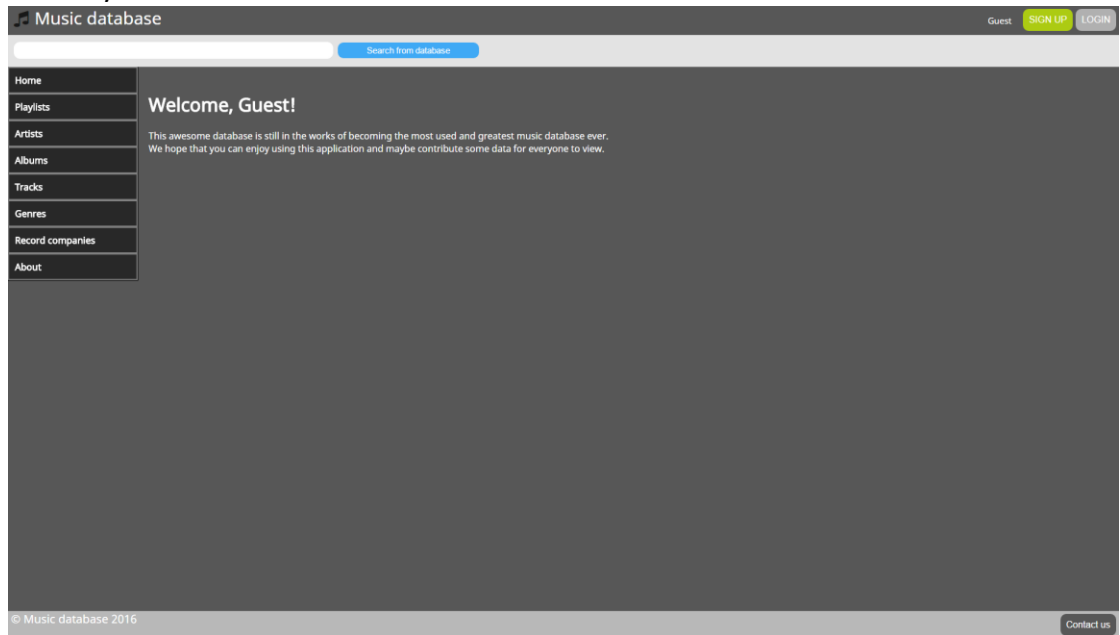 Music database
Guest
SIGN UP
LOGIN
Search from database
Home
Playlists
Artists
Albums
Tracks
Genres
Record companies
About
Welcome, Guest!
This awesome database is still in the works of becoming the most used and greatest music database ever.
We hope that you can enjoy using this application and maybe contribute some data for everyone to view.
© Music database 2016
Contact us